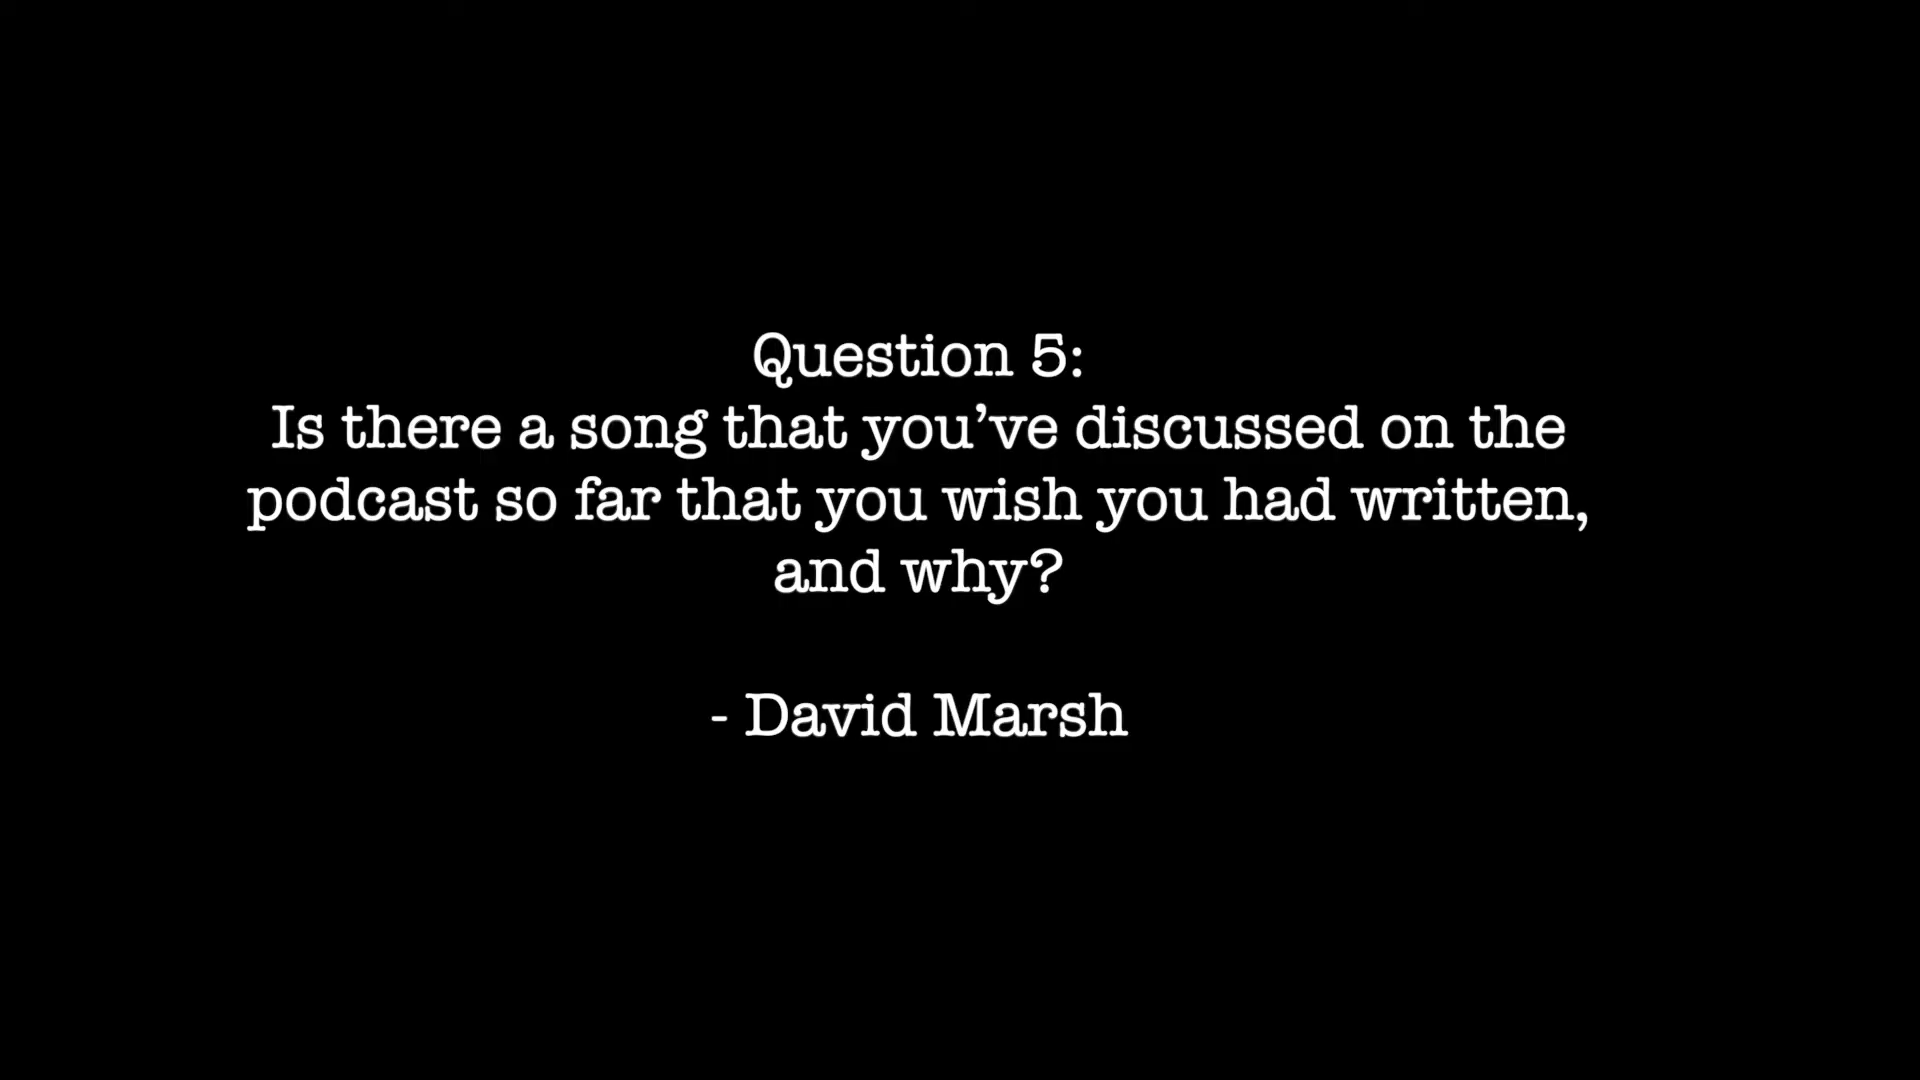 Question 5:
Is there a song that you’ve discussed on the
podcast so far that you wish you had written,
and why?
- David Marsh